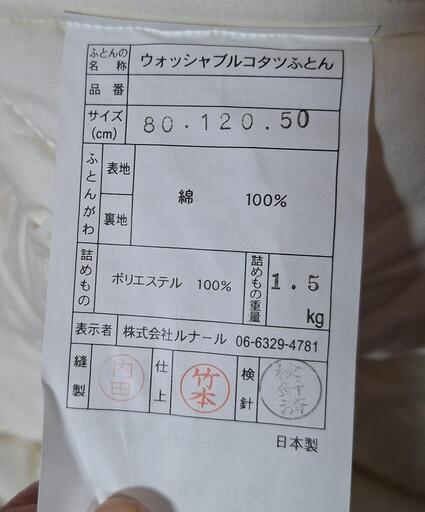 ふとんの名称 ウォッシャブルコタツふとん
品番
サイズ(cm) 80.120.50
ふとんがわ 表地 裏地 綿 100%
詰めもの ポリエステル 100% 詰めもの重量 1.5kg
表示者 株式会社ルナール 06-6329-4781
縫製 内田 仕上 竹本 検針 検針済
日本製